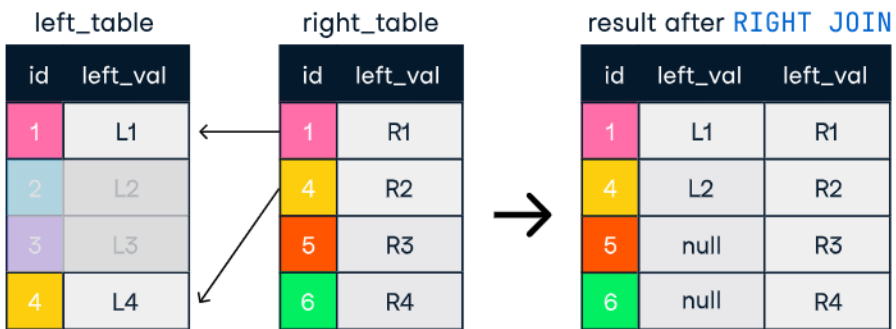 left_table right_table result after RIGHT JOIN
id left_val id left_val id left_val left_val
1 L1 1 R1 1 L1 R1
2 L2 4 R2 4 L2 R2
3 L3 5 R3 5 null R3
4 L4 6 R4 6 null R4